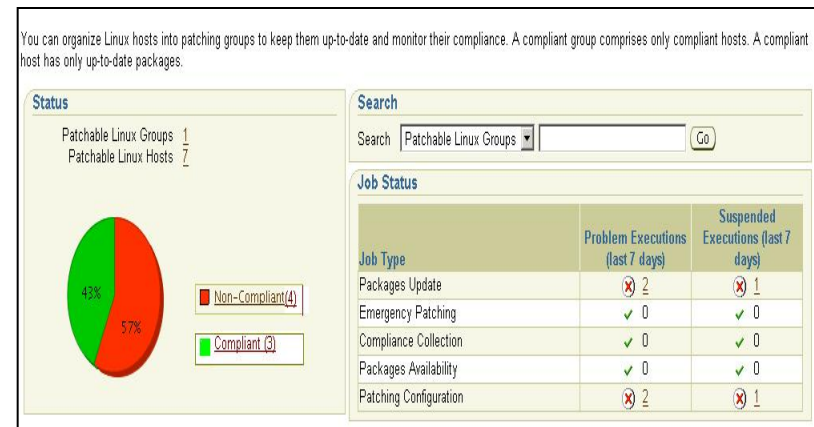 You can organize Linux hosts into patching groups to keep them up-to-date and monitor their compliance. A compliant group comprises only compliant hosts. A compliant
host has only up-to-date packages.
Status
Patchable Linux Groups 1
Patchable Linux Hosts 7
43%
57%
Non-Compliant(4)
Compliant (3)
Search
Search Patchable Linux Groups Go
Job Status
Job Type Problem Executions (last 7 days) Suspended Executions (last 7 days)
Packages Update 2 1
Emergency Patching 0 0
Compliance Collection 0 0
Packages Availability 0 0
Patching Configuration 2 1